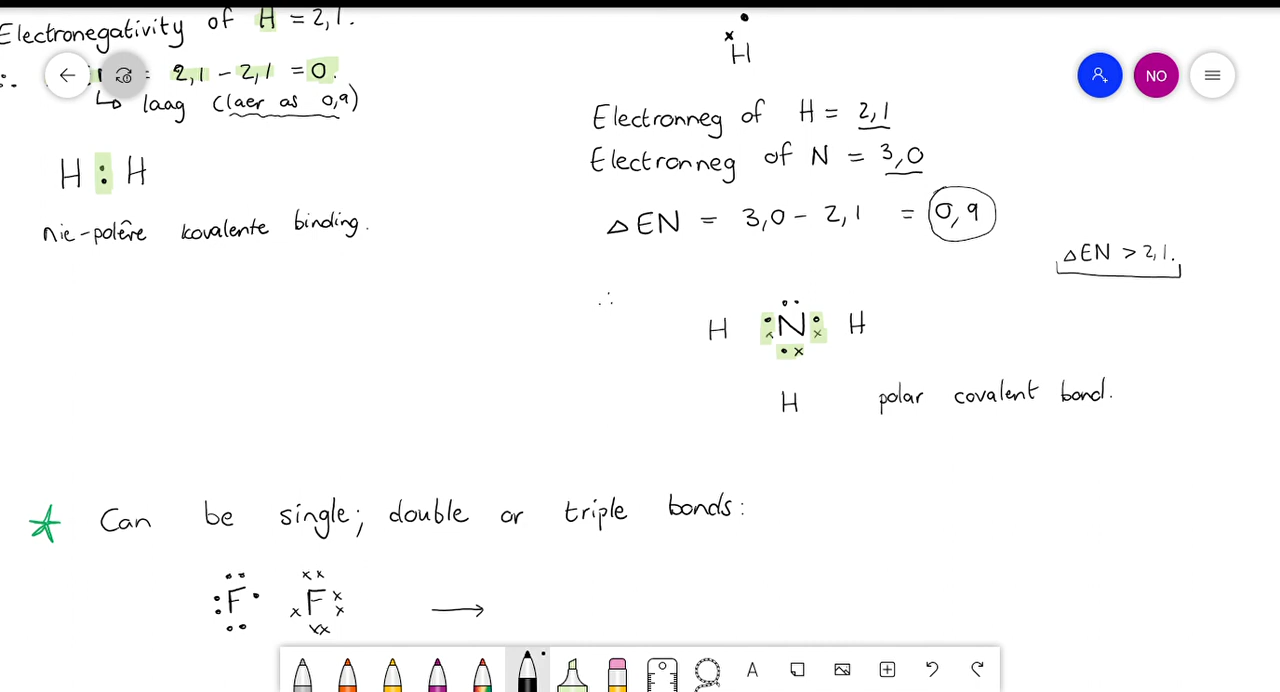 Electronegativity of H = 2,1.
∴ : 2,1 - 2,1 = 0.
↳ laag (laer as 0,9)
H : H
nie-polêre kovalente binding.
H
Electronneg of H = 2,1
Electronneg of N = 3,0
△EN = 3,0 - 2,1 = 0,9
△EN > 2,1.
∴
H N H
H
polar covalent bond.
* Can be single; double or triple bonds:
F F →
NO
A